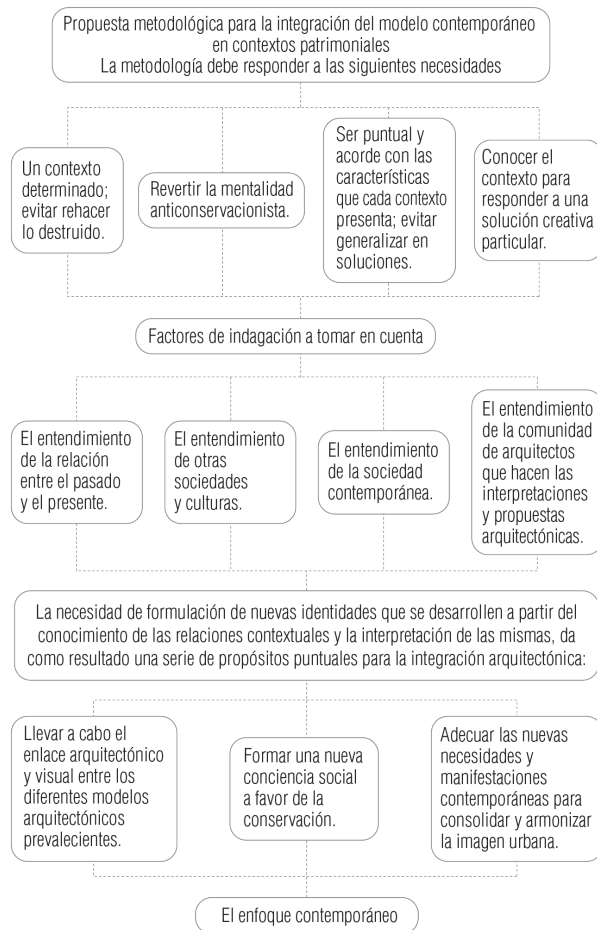 Propuesta metodológica para la integración del modelo contemporáneo
en contextos patrimoniales
La metodología debe responder a las siguientes necesidades
Un contexto
determinado;
evitar rehacer
lo destruido.
Revertir la mentalidad
anticonservacionista.
Ser puntual y
acorde con las
características
que cada contexto
presenta; evitar
generalizar en
soluciones.
Conocer el
contexto para
responder a una
solución creativa
particular.
Factores de indagación a tomar en cuenta
El entendimiento
de la relación
entre el pasado
y el presente.
El entendimiento
de otras
sociedades
y culturas.
El entendimiento
de la sociedad
contemporánea.
El entendimiento
de la comunidad
de arquitectos
que hacen las
interpretaciones
y propuestas
arquitectónicas.
La necesidad de formulación de nuevas identidades que se desarrollen a partir del
conocimiento de las relaciones contextuales y la interpretación de las mismas, da
como resultado una serie de propósitos puntuales para la integración arquitectónica:
Llevar a cabo el
enlace arquitectónico
y visual entre los
diferentes modelos
arquitectónicos
prevalecientes.
Formar una nueva
conciencia social
a favor de la
conservación.
Adecuar las nuevas
necesidades y
manifestaciones
contemporáneas para
consolidar y armonizar
la imagen urbana.
El enfoque contemporáneo